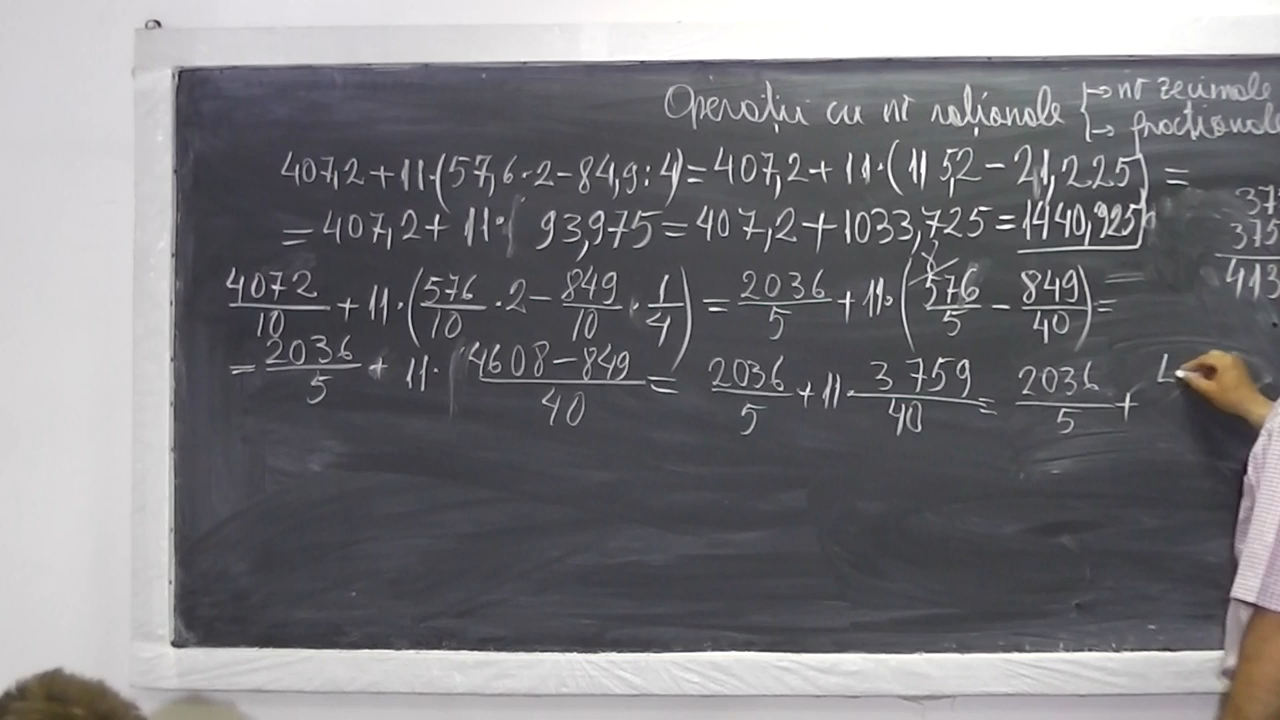 Operații cu nr raționale { → nr zecimale
→ fracționale
407,2 + 11·(57,6·2 − 84,9:4) = 407,2 + 11·(115,2 − 21,225) =
= 407,2 + 11· 93,975 = 407,2 + 1033,725 = 1440,925
37
375
413
4072/10 + 11·(576/10 · 2 − 849/10 · 1/4) = 2036/5 + 11·(8) 576/5 − 849/40) =
= 2036/5 + 11· (4608 − 849)/40 = 2036/5 + 11· 3759/40 = 2036/5 +